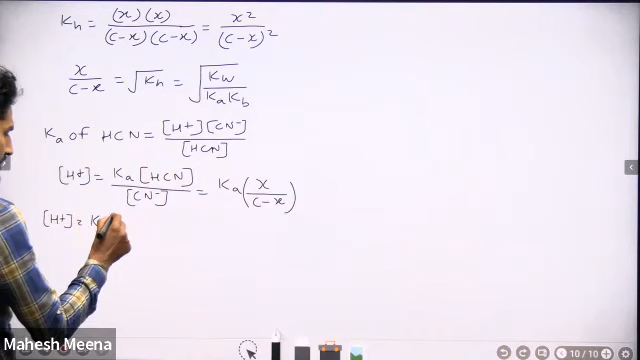 Kh = (x)(x) / (c-x)(c-x) = x² / (c-x)²
x / c-x = √Kh = √(Kw / KaKb)
Ka of HCN = [H+][CN-] / [HCN]
[H+] = Ka[HCN] / [CN-] = Ka(x / c-x)
[H+] = K
Mahesh Meena
10 / 10